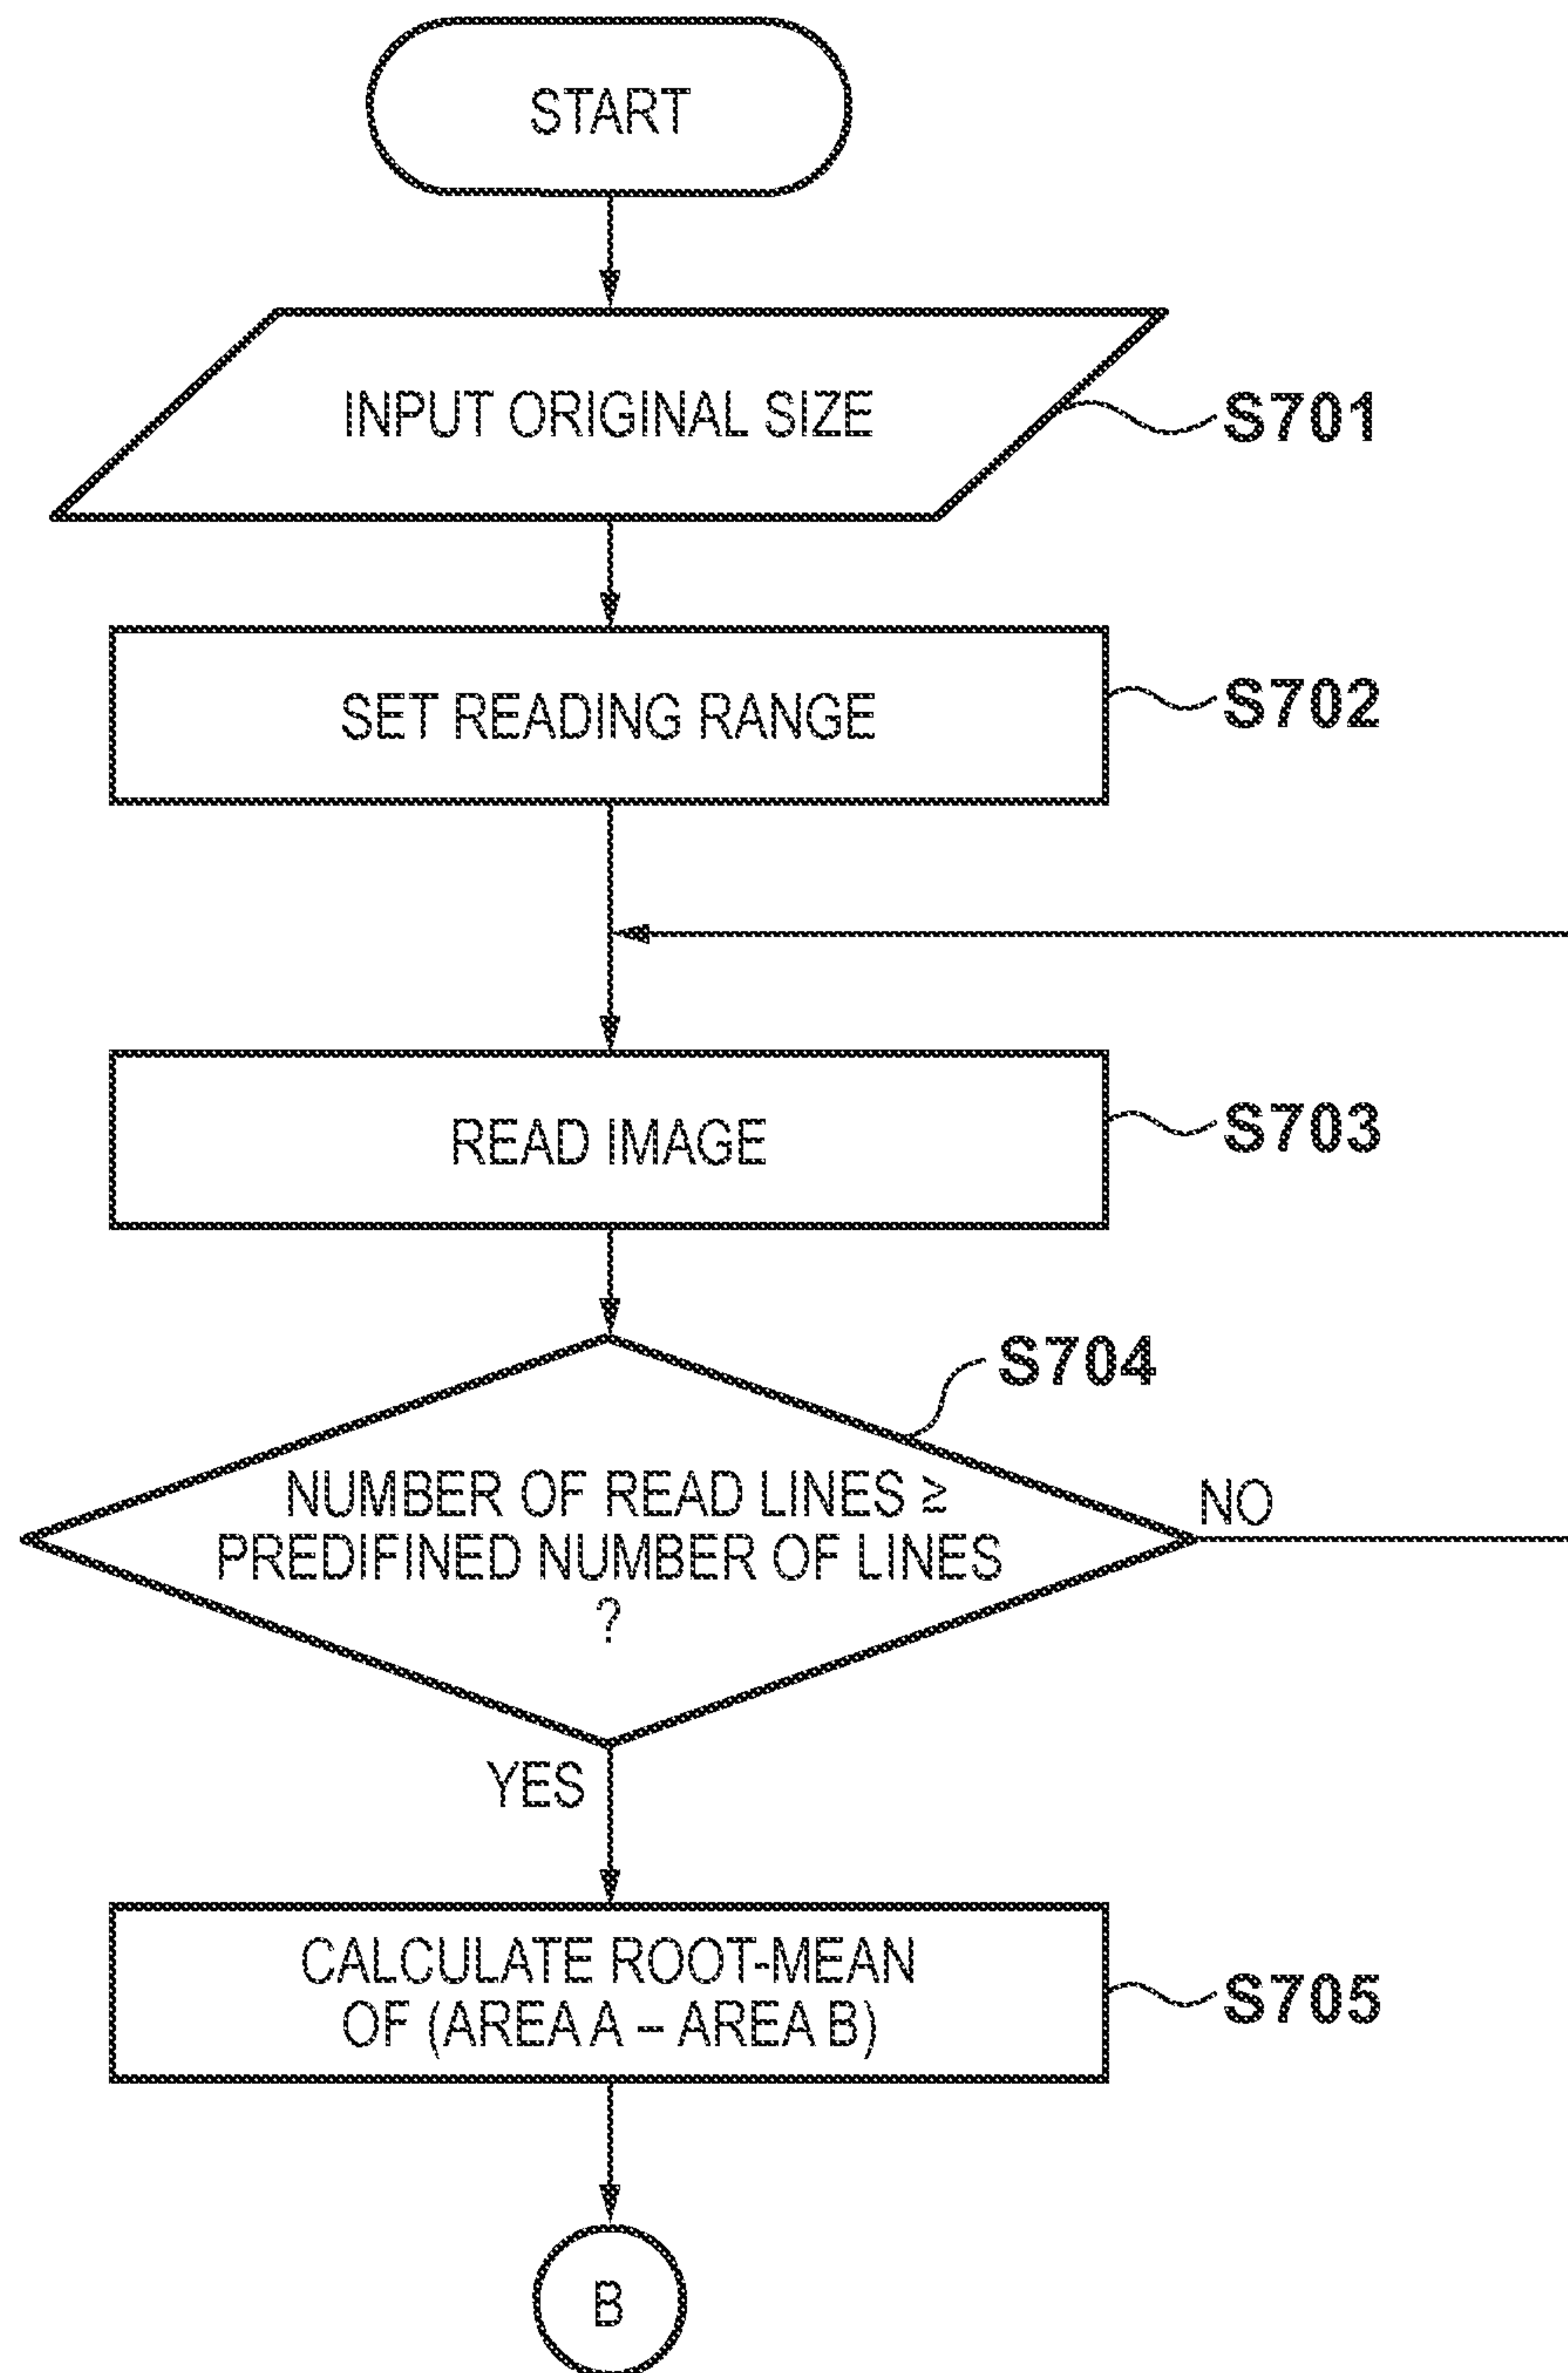 START
INPUT ORIGINAL SIZE
S701
SET READING RANGE
S702
READ IMAGE
S703
S704
NUMBER OF READ LINES ≥
PREDIFINED NUMBER OF LINES
?
NO
YES
CALCULATE ROOT-MEAN
OF (AREA A – AREA B)
S705
B